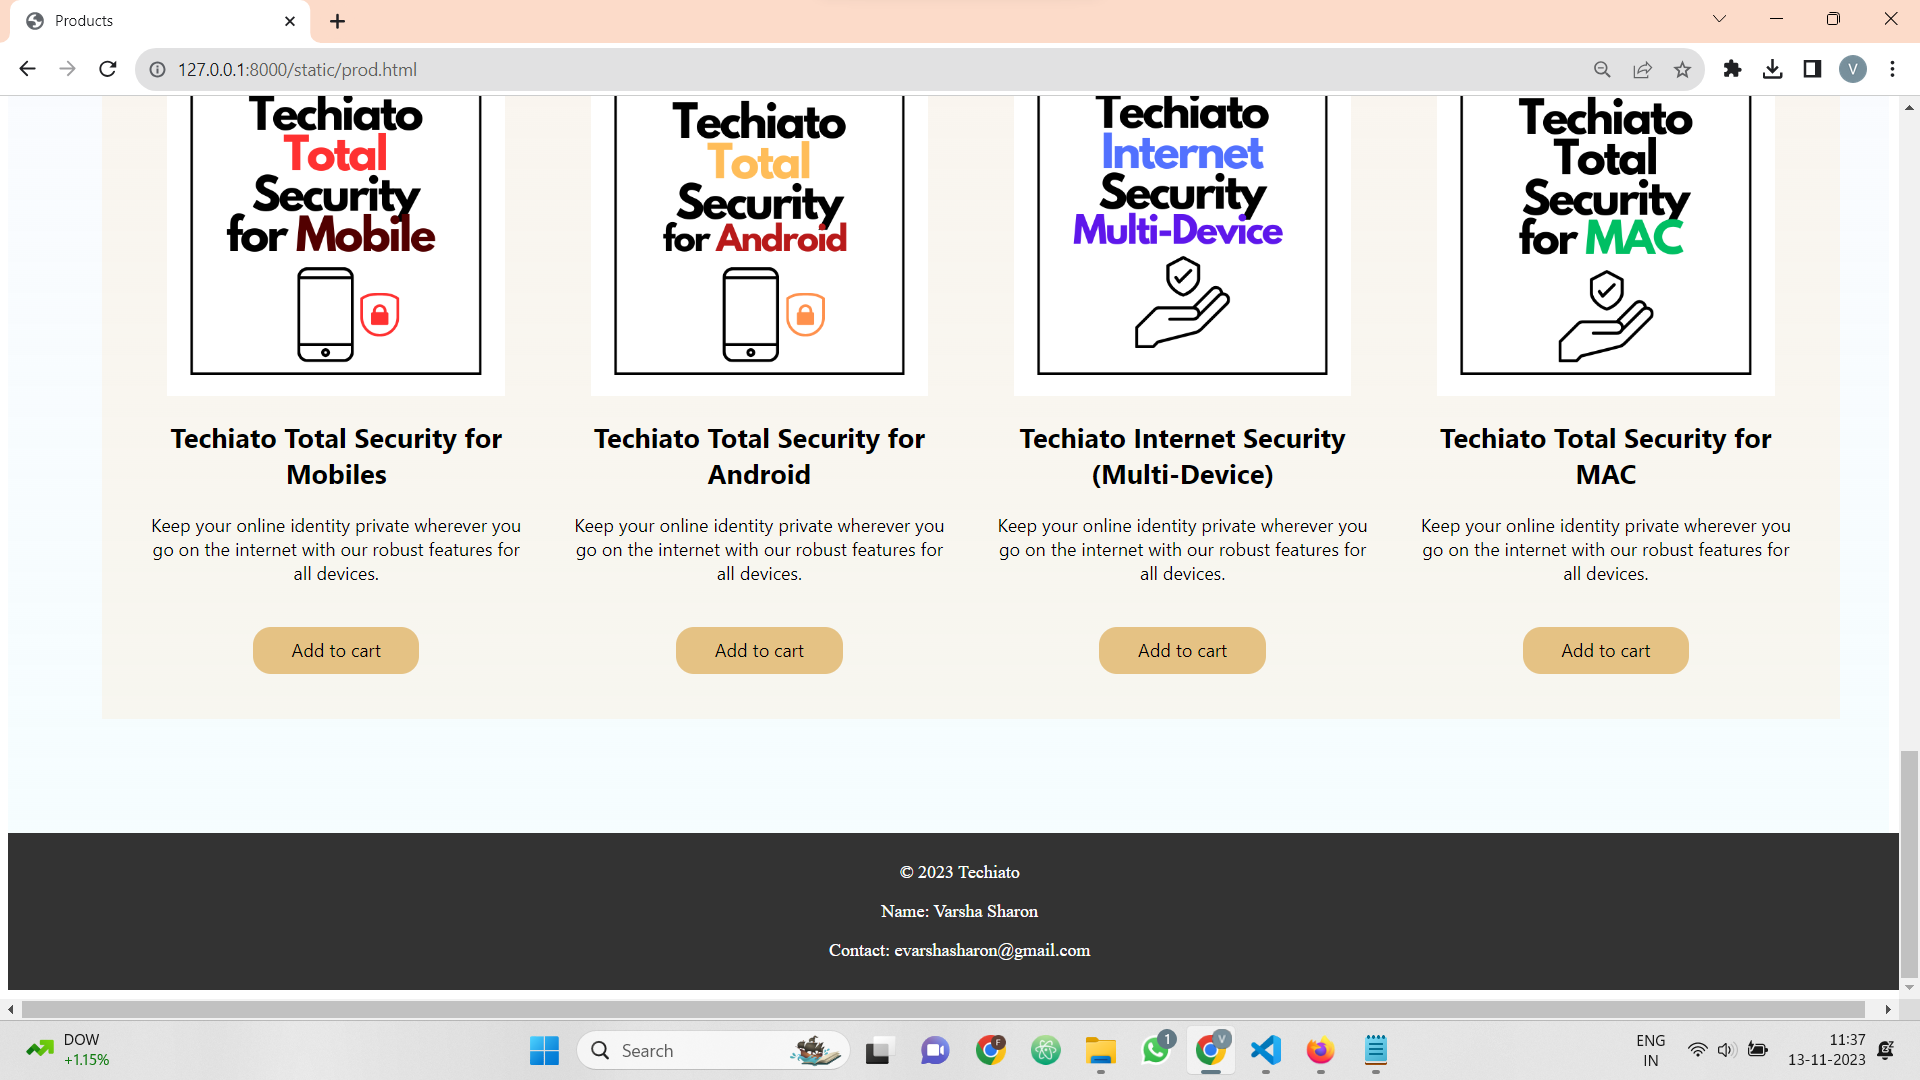 Products
127.0.0.1:8000/static/prod.html
V
Techiato
Total
Security
for Mobile
Techiato
Total
Security
for Android
Techiato
Internet
Security
Multi-Device
Techiato
Total
Security
for MAC
Techiato Total Security for
Mobiles
Keep your online identity private wherever you
go on the internet with our robust features for
all devices.
Add to cart
Techiato Total Security for
Android
Keep your online identity private wherever you
go on the internet with our robust features for
all devices.
Add to cart
Techiato Internet Security
(Multi-Device)
Keep your online identity private wherever you
go on the internet with our robust features for
all devices.
Add to cart
Techiato Total Security for
MAC
Keep your online identity private wherever you
go on the internet with our robust features for
all devices.
Add to cart
© 2023 Techiato
Name: Varsha Sharon
Contact: evarshasharon@gmail.com
DOW
+1.15%
Search
F
1
V
ENG
IN
11:37
13-11-2023